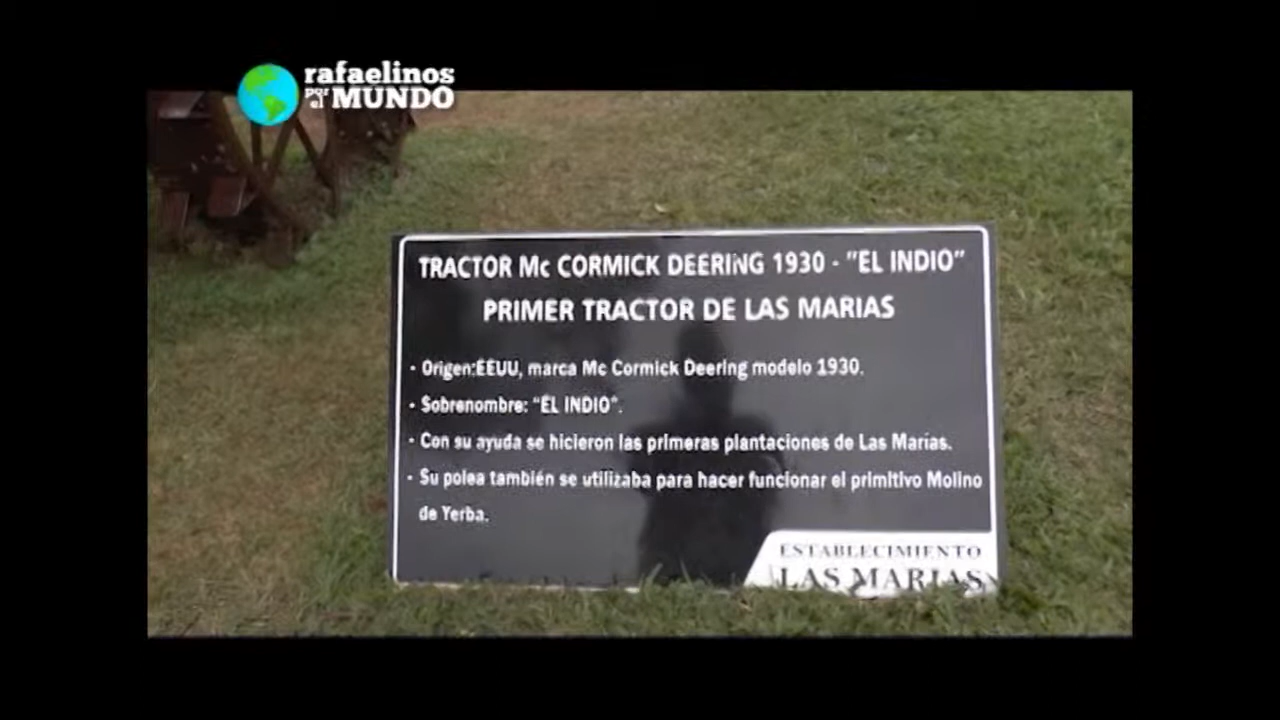 rafaelinos
por el MUNDO
TRACTOR Mc CORMICK DEERING 1930 - "EL INDIO"
PRIMER TRACTOR DE LAS MARIAS
• Origen:EEUU, marca Mc Cormick Deering modelo 1930.
• Sobrenombre: "EL INDIO".
• Con su ayuda se hicieron las primeras plantaciones de Las Marías.
• Su polea también se utilizaba para hacer funcionar el primitivo Molino
de Yerba.
ESTABLECIMIENTO
LAS MARIAS